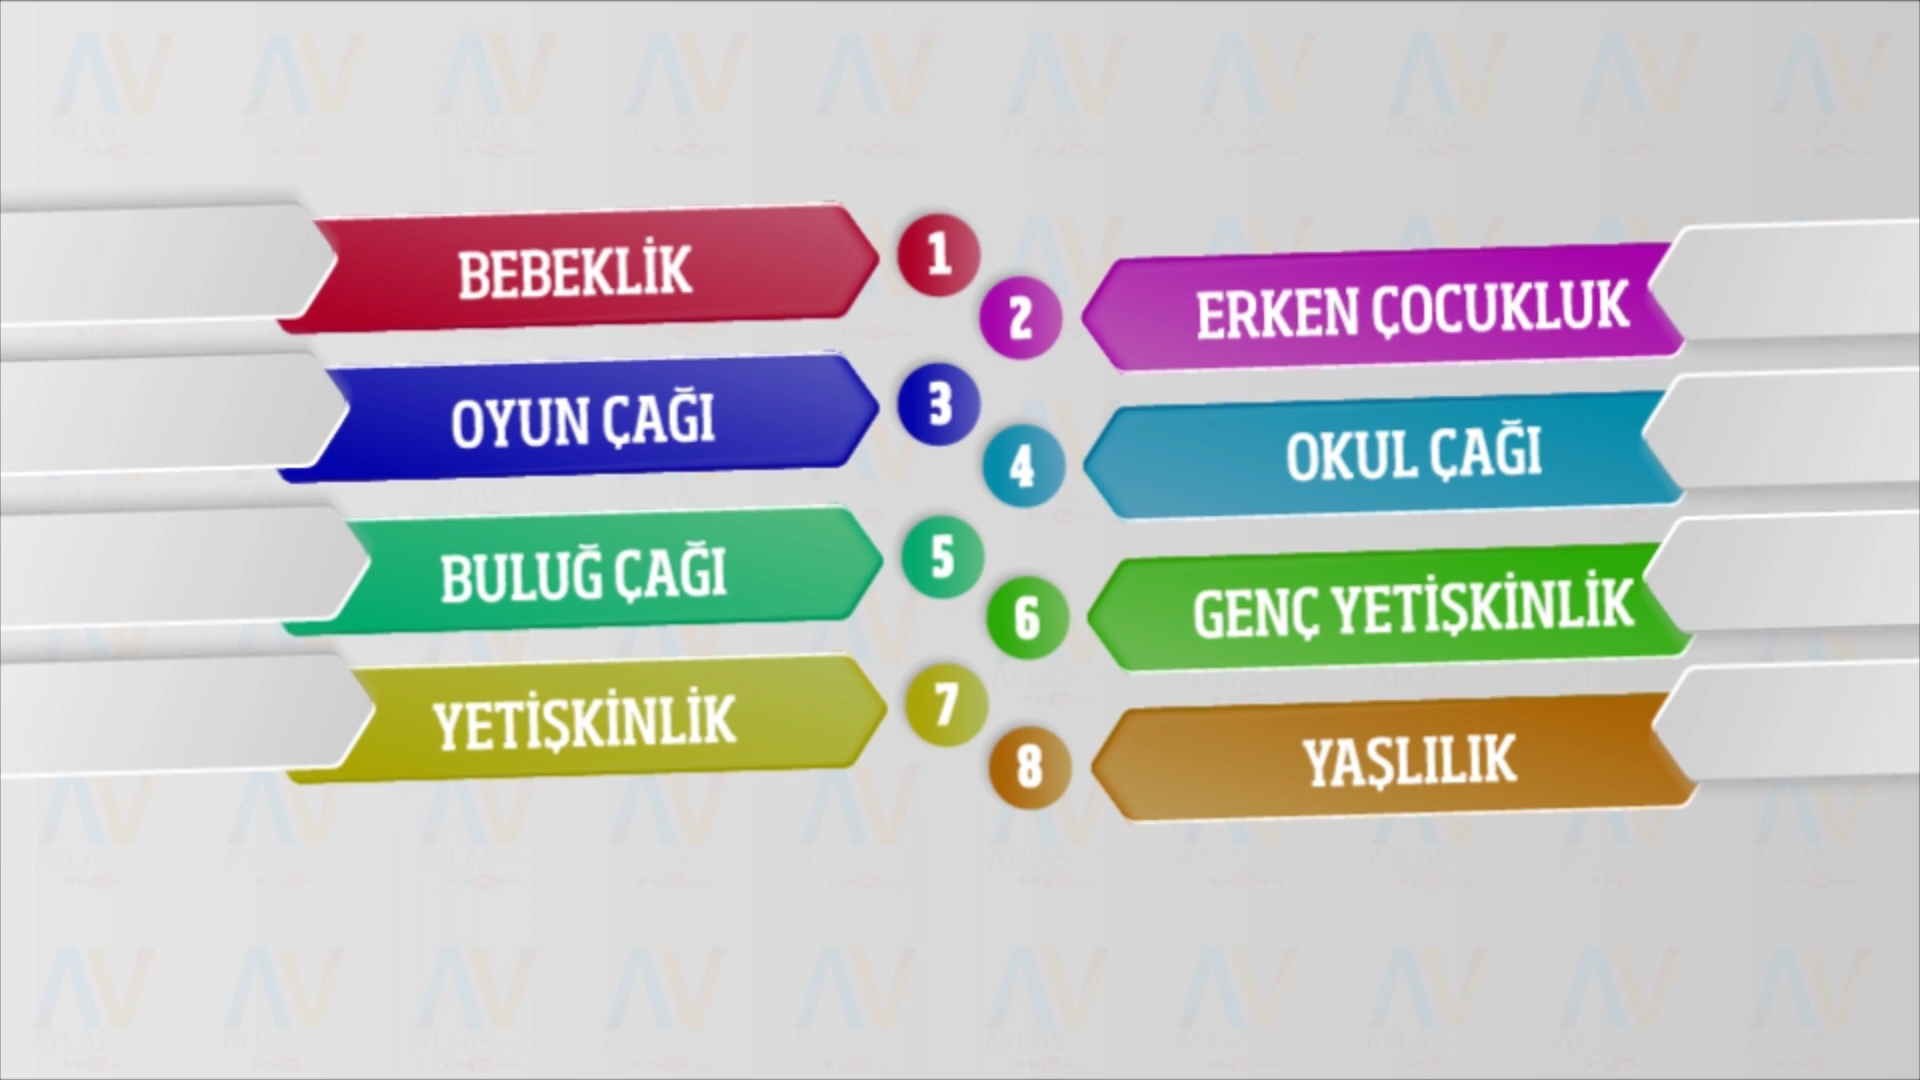 BEBEKLİK
1
2
ERKEN ÇOCUKLUK
OYUN ÇAĞI
3
4
OKUL ÇAĞI
BULUĞ ÇAĞI
5
6
GENÇ YETİŞKİNLİK
YETİŞKİNLİK
7
8
YAŞLILIK